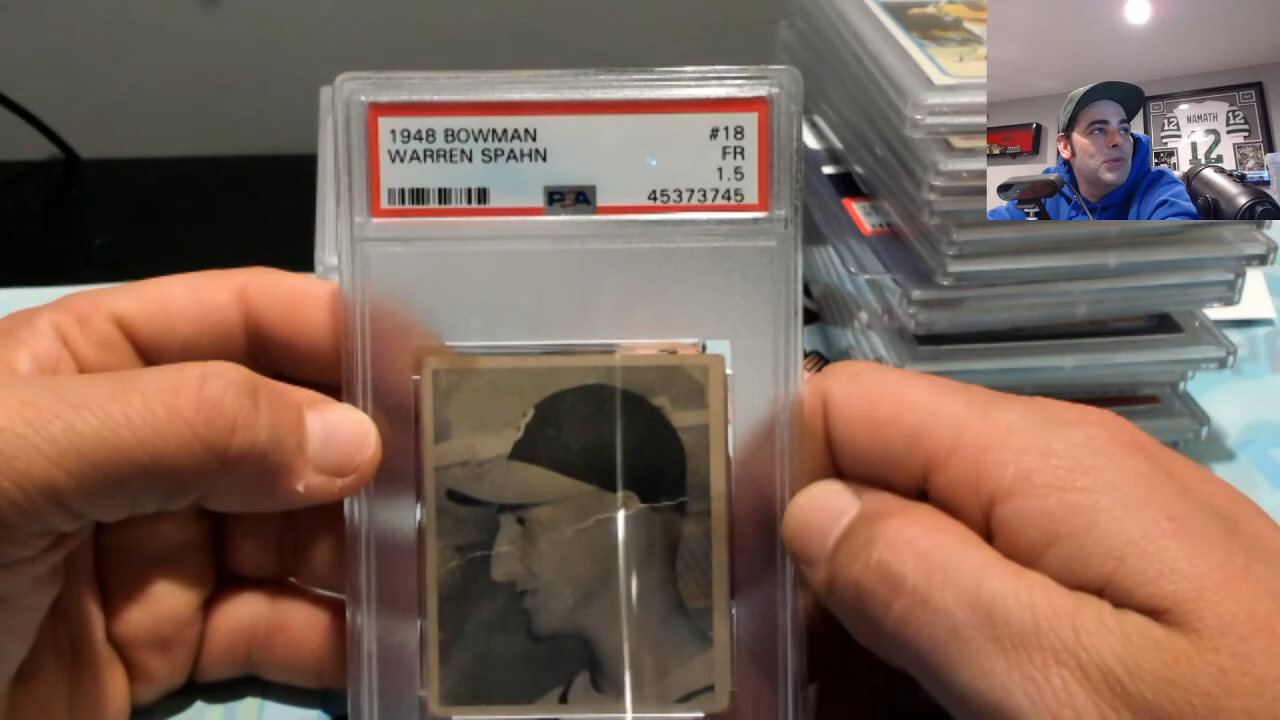 1948 BOWMAN #18
WARREN SPAHN FR
1.5
PSA 45373745
NAMATH
12 12
12